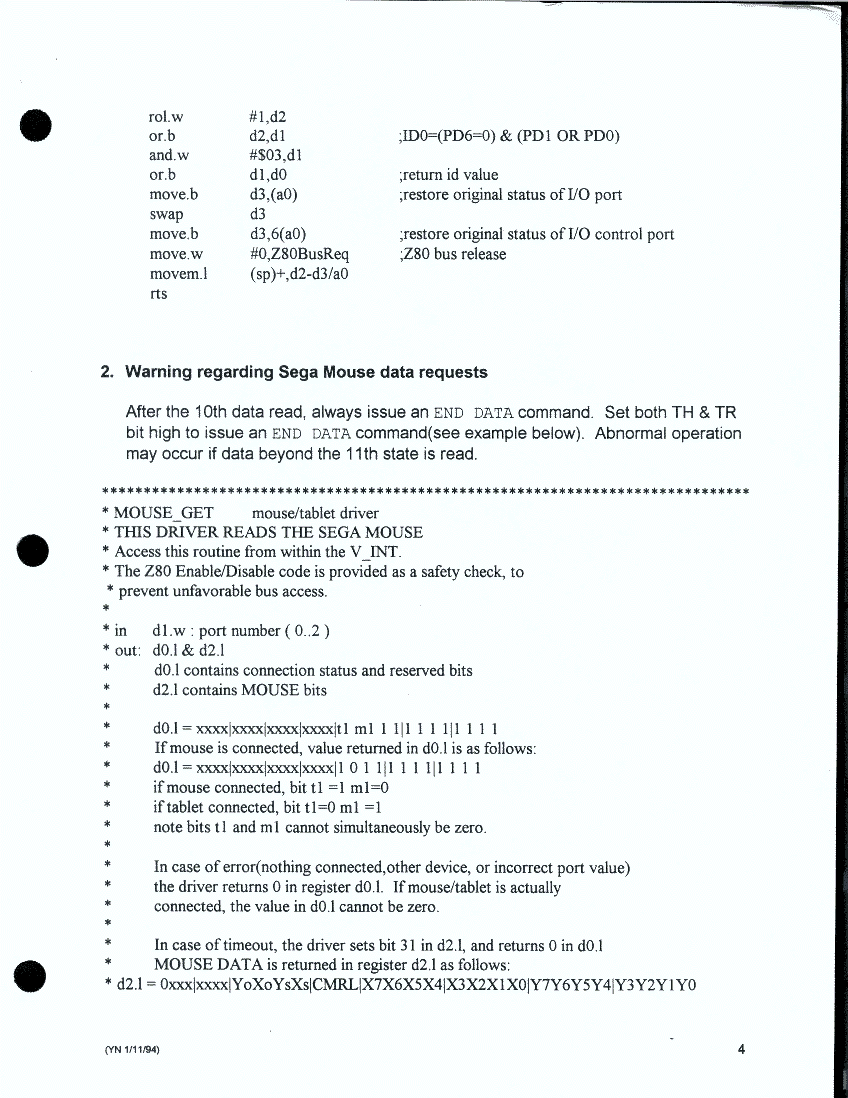 rol.w #1,d2
or.b d2,d1 ;ID0=(PD6=0) & (PD1 OR PD0)
and.w #$03,d1
or.b d1,d0 ;return id value
move.b d3,(a0) ;restore original status of I/O port
swap d3
move.b d3,6(a0) ;restore original status of I/O control port
move.w #0,Z80BusReq ;Z80 bus release
movem.l (sp)+,d2-d3/a0
rts
2. Warning regarding Sega Mouse data requests
After the 10th data read, always issue an END DATA command. Set both TH & TR
bit high to issue an END DATA command(see example below). Abnormal operation
may occur if data beyond the 11th state is read.
******************************************************************************
* MOUSE_GET mouse/tablet driver
* THIS DRIVER READS THE SEGA MOUSE
* Access this routine from within the V_INT.
* The Z80 Enable/Disable code is provided as a safety check, to
* prevent unfavorable bus access.
*
* in d1.w : port number ( 0..2 )
* out: d0.l & d2.l
* d0.l contains connection status and reserved bits
* d2.l contains MOUSE bits
*
* d0.l = xxxx|xxxx|xxxx|xxxx|t1 m1 1 1|1 1 1 1|1 1 1 1
* If mouse is connected, value returned in d0.l is as follows:
* d0.l = xxxx|xxxx|xxxx|xxxx|1 0 1 1|1 1 1 1|1 1 1 1
* if mouse connected, bit t1 =1 m1=0
* if tablet connected, bit t1=0 m1 =1
* note bits t1 and m1 cannot simultaneously be zero.
*
* In case of error(nothing connected,other device, or incorrect port value)
* the driver returns 0 in register d0.l. If mouse/tablet is actually
* connected, the value in d0.l cannot be zero.
*
* In case of timeout, the driver sets bit 31 in d2.l, and returns 0 in d0.l
* MOUSE DATA is returned in register d2.l as follows:
* d2.l = 0xxx|xxxx|YoXoYsXs|CMRL|X7X6X5X4|X3X2X1X0|Y7Y6Y5Y4|Y3Y2Y1Y0
(YN 1/11/94) 4